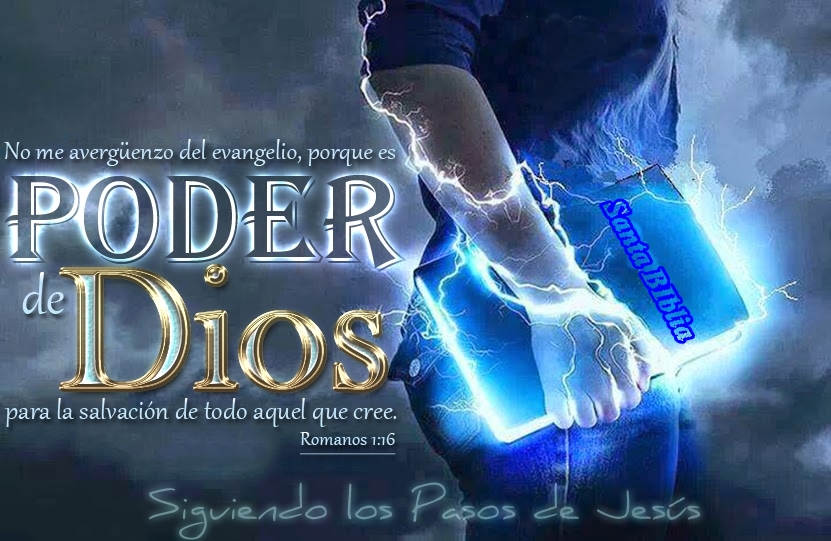 No me avergüenzo del evangelio, porque es
PODER
de Dios
para la salvación de todo aquel que cree.
Romanos 1:16
Santa BIblia
Siguiendo los Pasos de Jesús